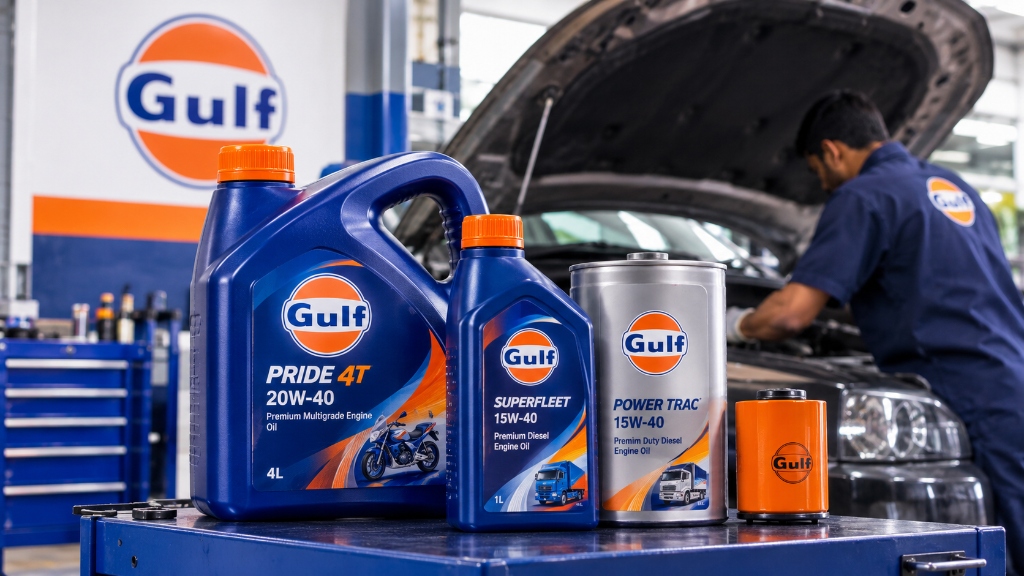 Gulf
Gulf
PRIDE 4T
20W-40
Premium Multigrade Engine
Oil
4L
Gulf
SUPERFLEET
15W-40
Premium Diesel
Engine Oil
1L
Gulf
POWER TRAC
15W-40
Premim Duty Diesel
Engine Oil
Gulf
Gulf